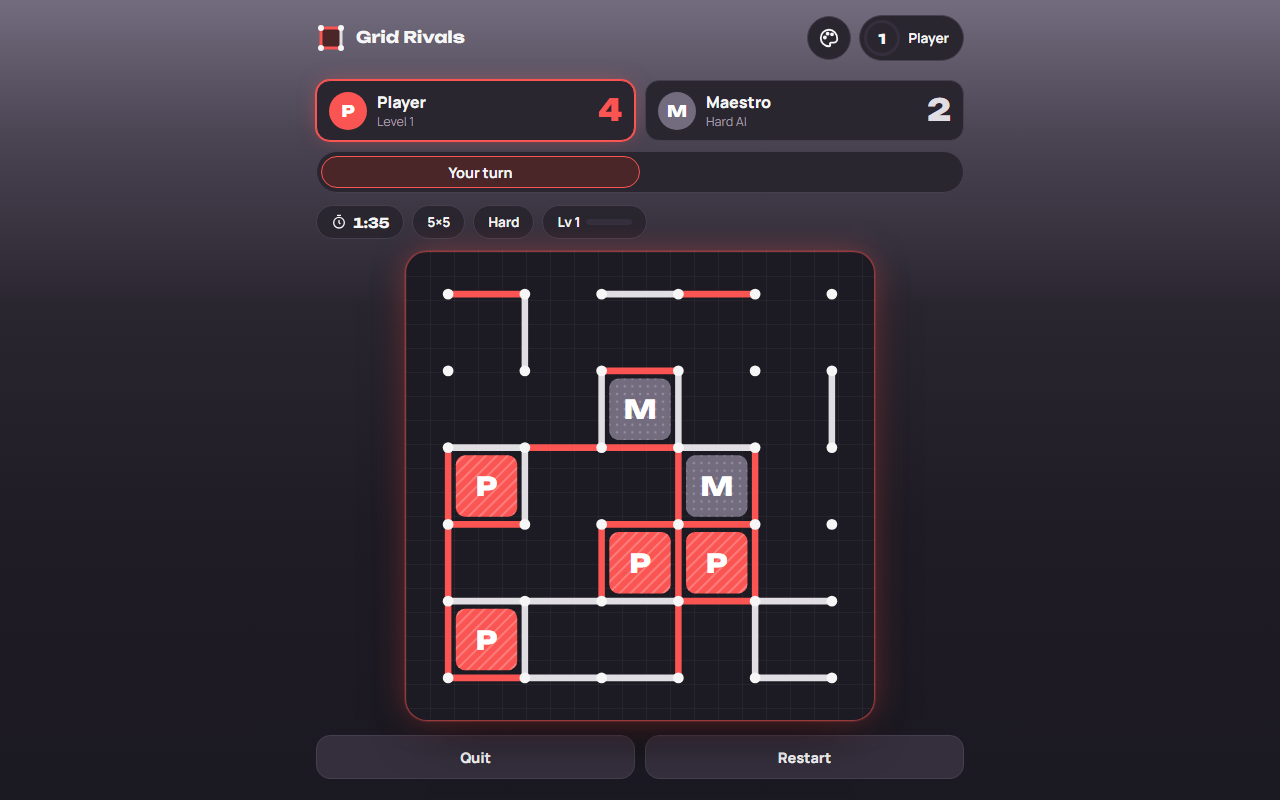 Grid Rivals
1 Player
P Player 4
Level 1
M Maestro 2
Hard AI
Your turn
1:35 5×5 Hard Lv 1
M
P M
P P
P
Quit Restart